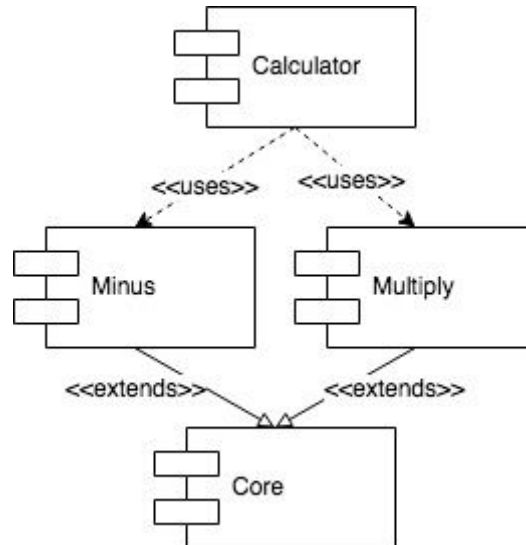 Calculator
<<uses>> <<uses>>
Minus Multiply
<<extends>> <<extends>>
Core